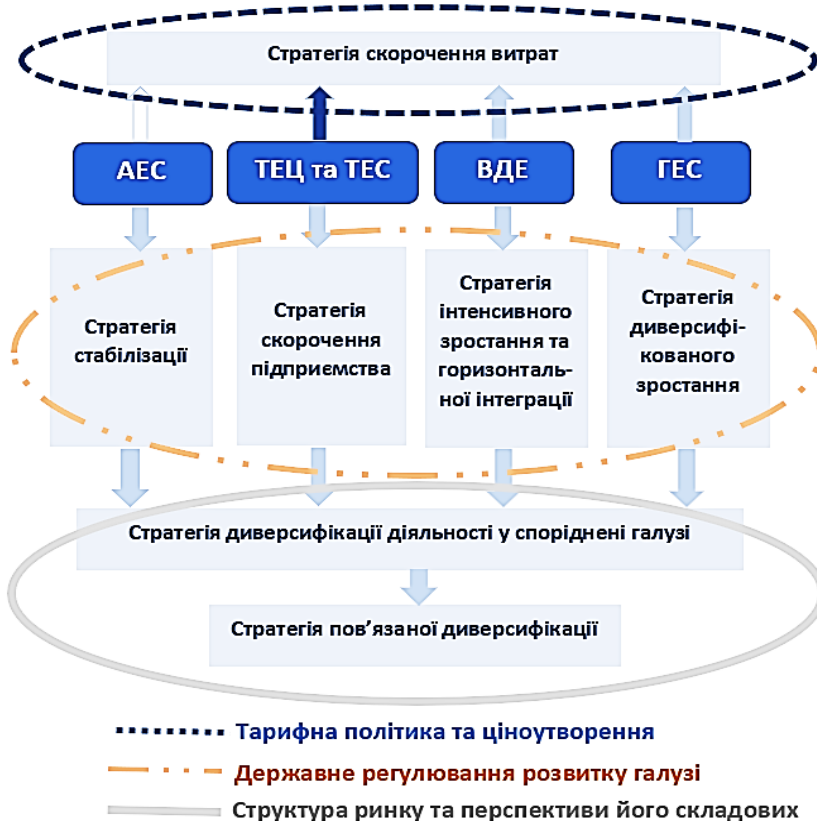 Стратегія скорочення витрат
АЕС
ТЕЦ та ТЕС
ВДЕ
ГЕС
Стратегія
стабілізації
Стратегія
скорочення
підприємства
Стратегія
інтенсивного
зростання та
горизонталь-
ної інтеграції
Стратегія
диверсифі-
кованого
зростання
Стратегія диверсифікації діяльності у споріднені галузі
Стратегія пов’язаної диверсифікації
Тарифна політика та ціноутворення
Державне регулювання розвитку галузі
Структура ринку та перспективи його складових